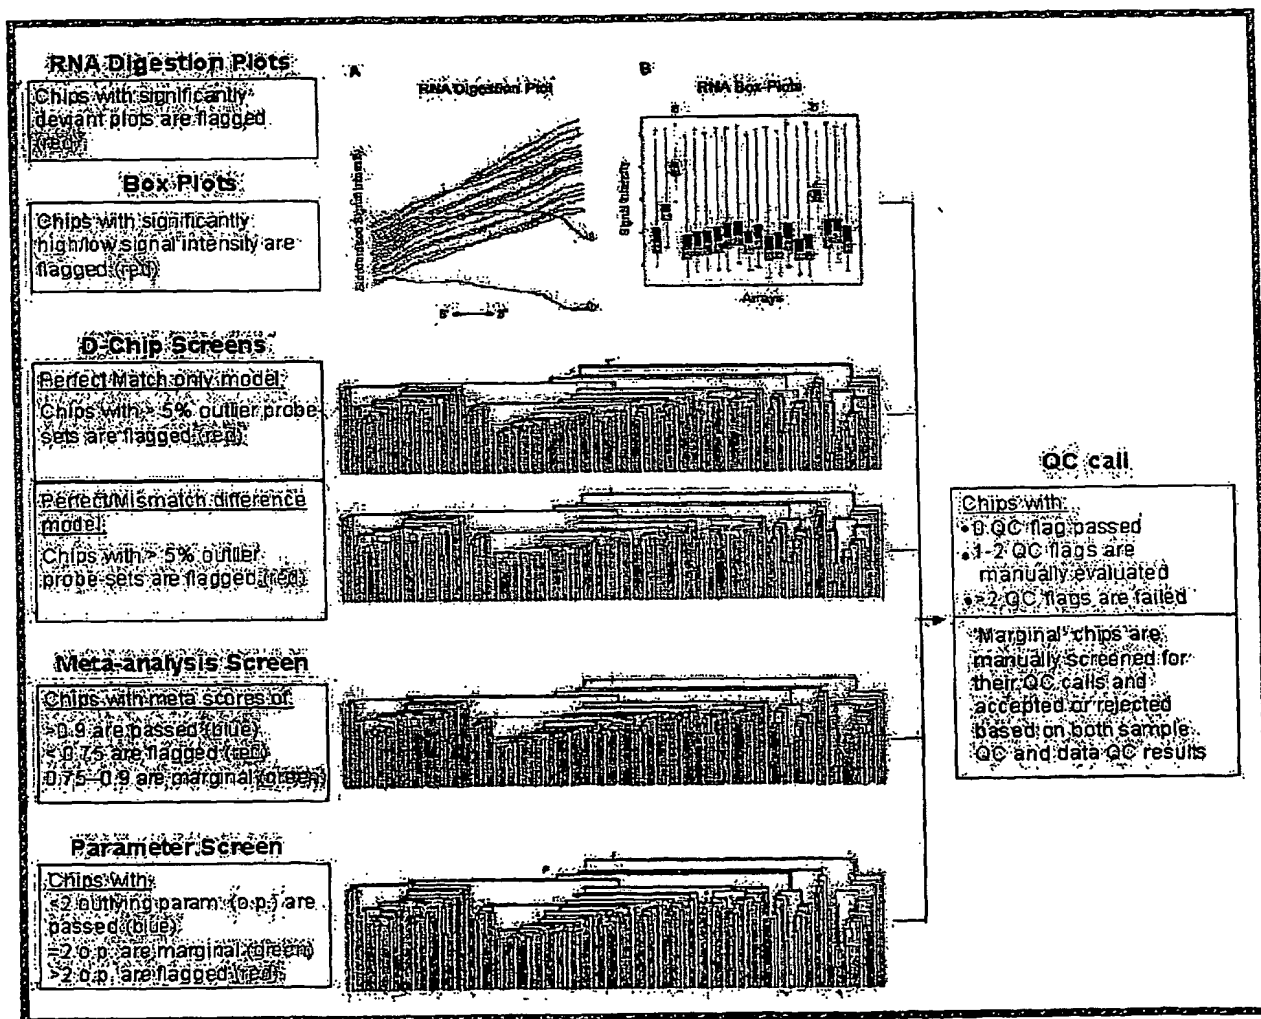 RNA Digestion Plots
Chips with significantly
deviant plots are flagged
(red)
Box Plots
Chips with significantly
high/low signal intensity are
flagged (red)
A
RNA Digestion Plot
5' 3'
B
RNA Box-Plots
a b
Signal Intensity
Arrays
D-Chip Screens
Perfect Match only model:
Chips with > 5% outlier probe-
sets are flagged (red)
Perfect/Mismatch difference
model:
Chips with > 5% outlier
probe-sets are flagged (red)
Meta-analysis Screen
Chips with meta scores of:
>0.9 are passed (blue)
< 0.75 are flagged (red)
0.75–0.9 are marginal (green)
Parameter Screen
Chips with:
<2 outlying param. (o.p.) are
passed (blue)
=2 o.p. are marginal (green)
>2 o.p. are flagged (red)
QC call
Chips with:
•0 QC flag passed
•1-2 QC flags are
manually evaluated
•>2 QC flags are failed
'Marginal' chips are
manually screened for
their QC calls and
accepted or rejected
based on both sample
QC and data QC results